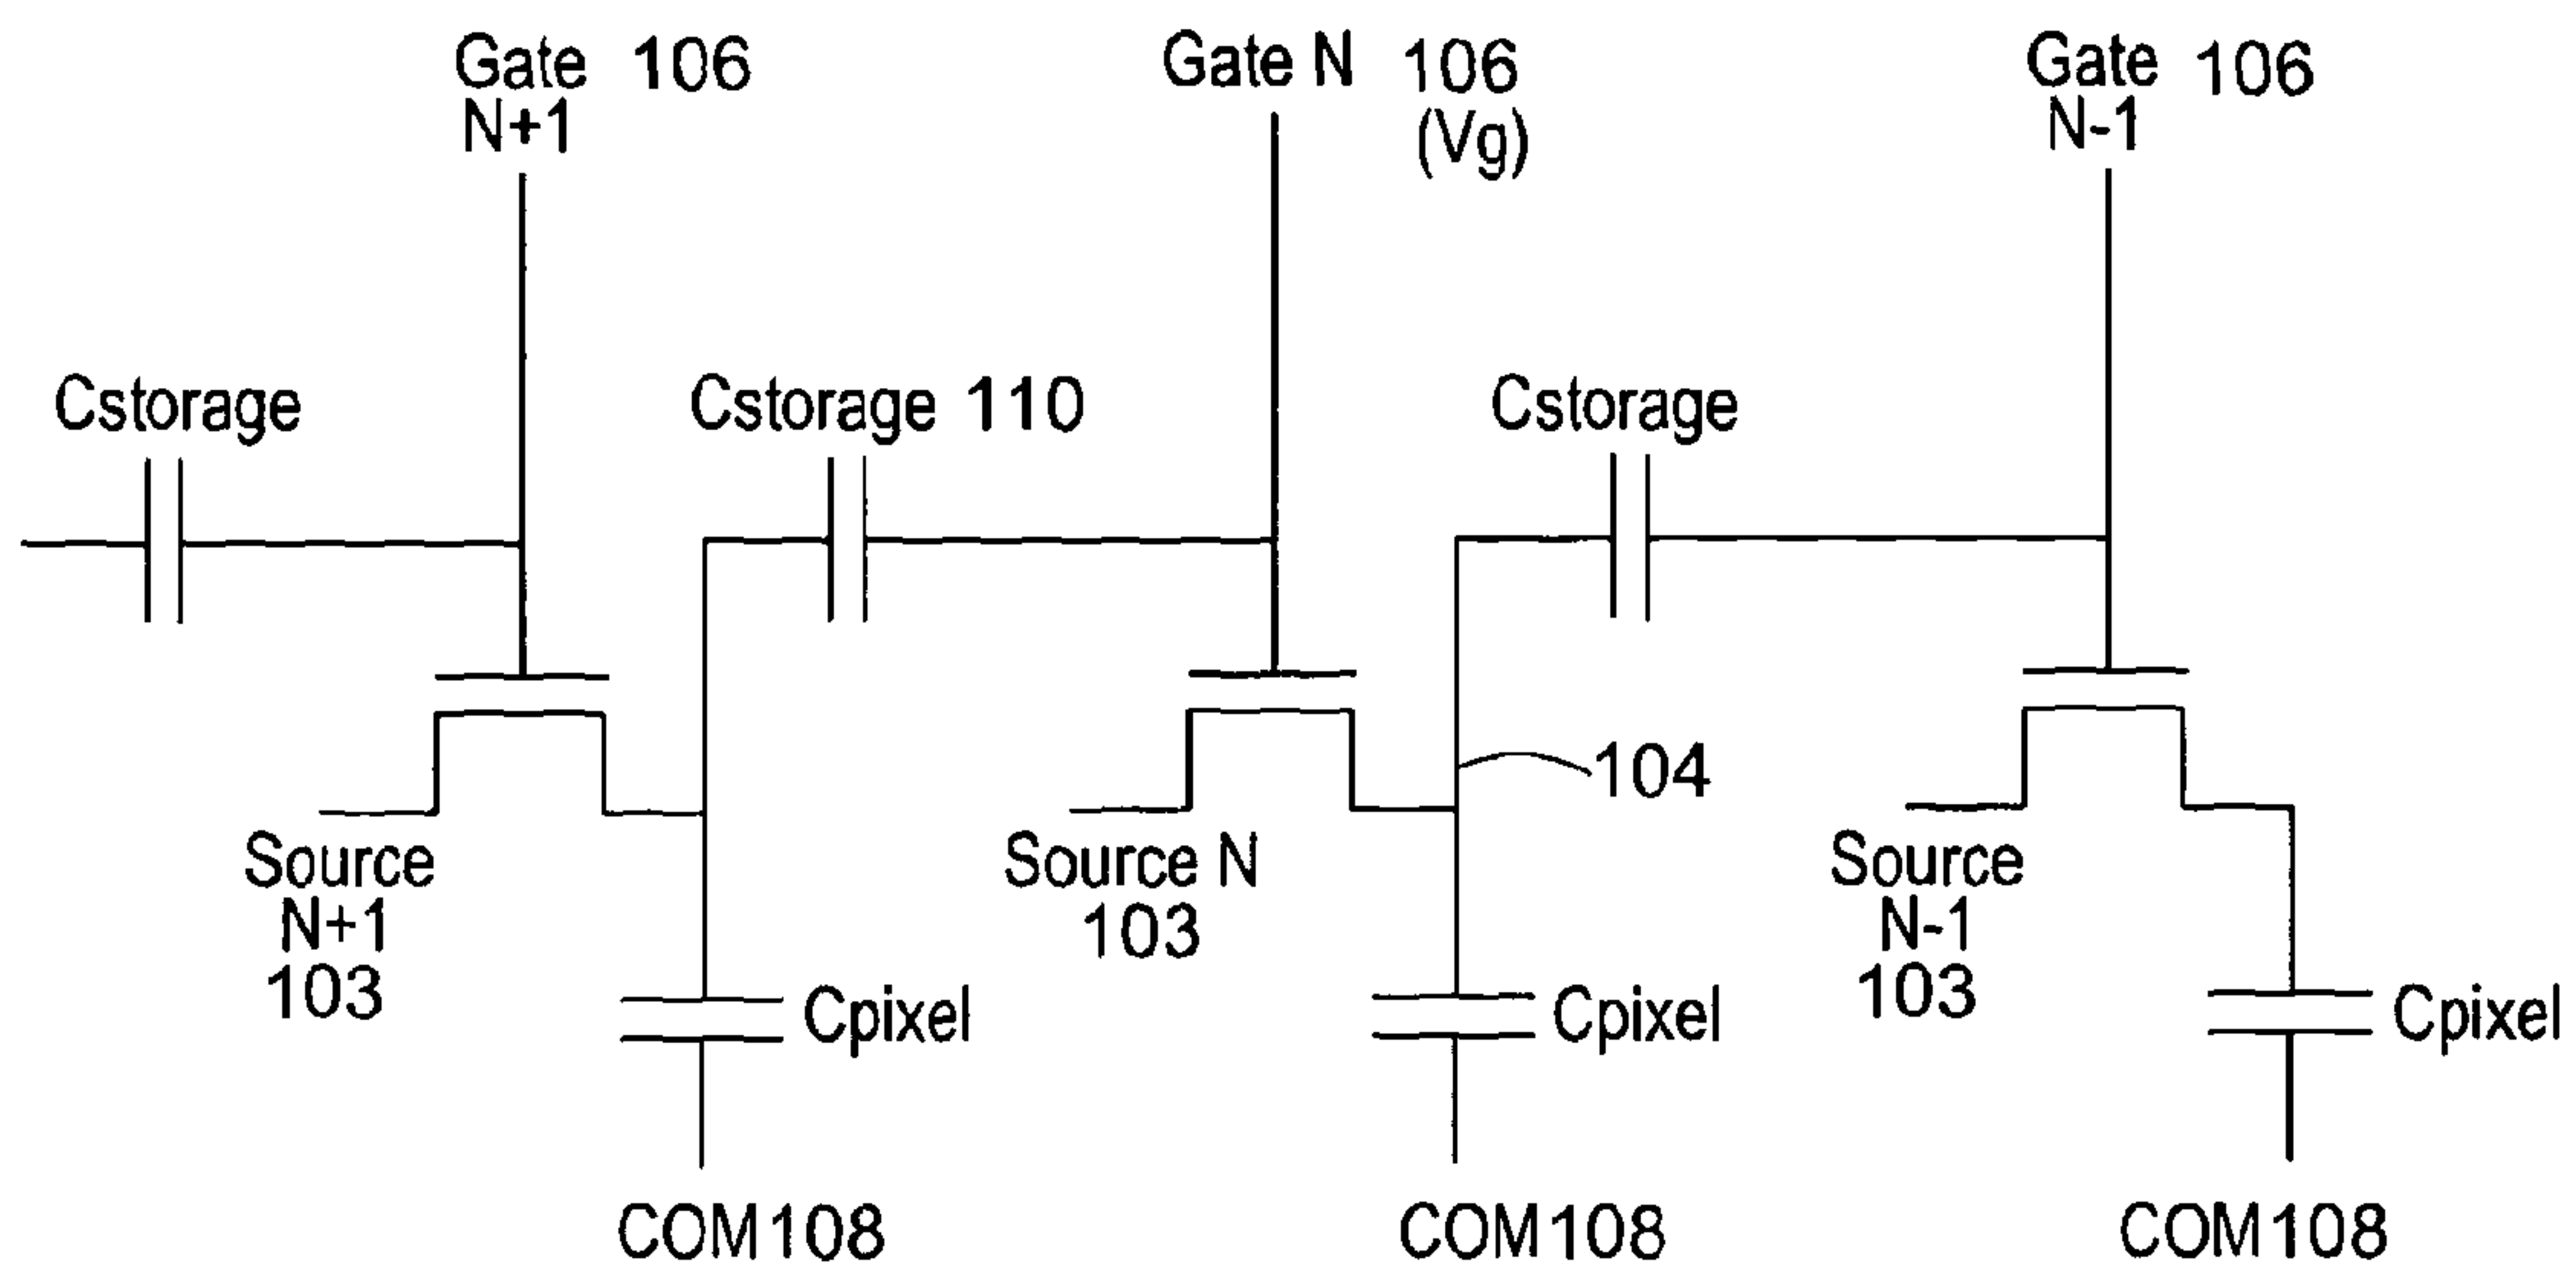 Gate 106
N+1
Gate N 106
(Vg)
Gate 106
N-1
Cstorage
Cstorage 110
Cstorage
104
Source
N+1
103
Source N
103
Source
N-1
103
Cpixel
Cpixel
Cpixel
COM108
COM108
COM108